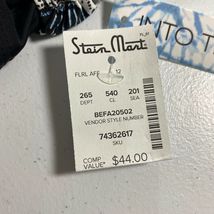 Stein Mart
FLRL AFF 12
265 540 201
DEPT CL SEA
BEFA20502
VENDOR STYLE NUMBER
74362617
SKU
COMP VALUE* $44.00
INTO T